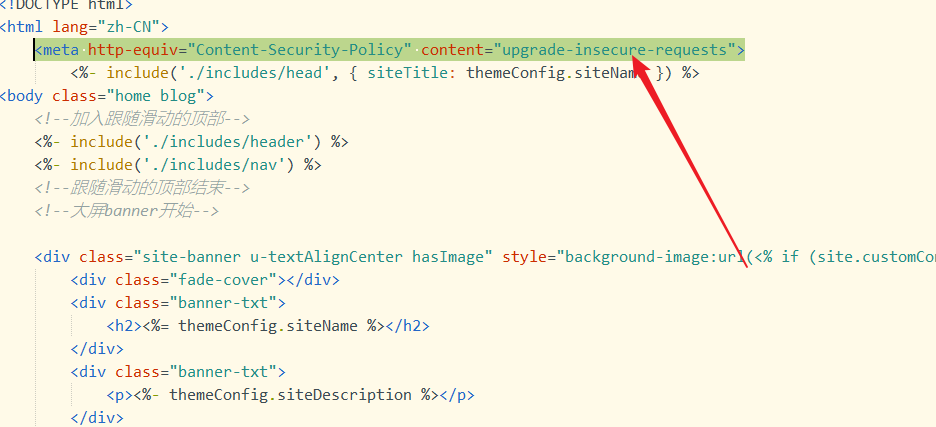 <!DOCTYPE html>
<html lang="zh-CN">
<meta http-equiv="Content-Security-Policy" content="upgrade-insecure-requests">
<%- include('./includes/head', { siteTitle: themeConfig.siteName }) %>
<body class="home blog">
<!--加入跟随滑动的顶部-->
<%- include('./includes/header') %>
<%- include('./includes/nav') %>
<!--跟随滑动的顶部结束-->
<!--大屏banner开始-->
<div class="site-banner u-textAlignCenter hasImage" style="background-image:url(<% if (site.customCo
<div class="fade-cover"></div>
<div class="banner-txt">
<h2><%= themeConfig.siteName %></h2>
</div>
<div class="banner-txt">
<p><%- themeConfig.siteDescription %></p>
</div>